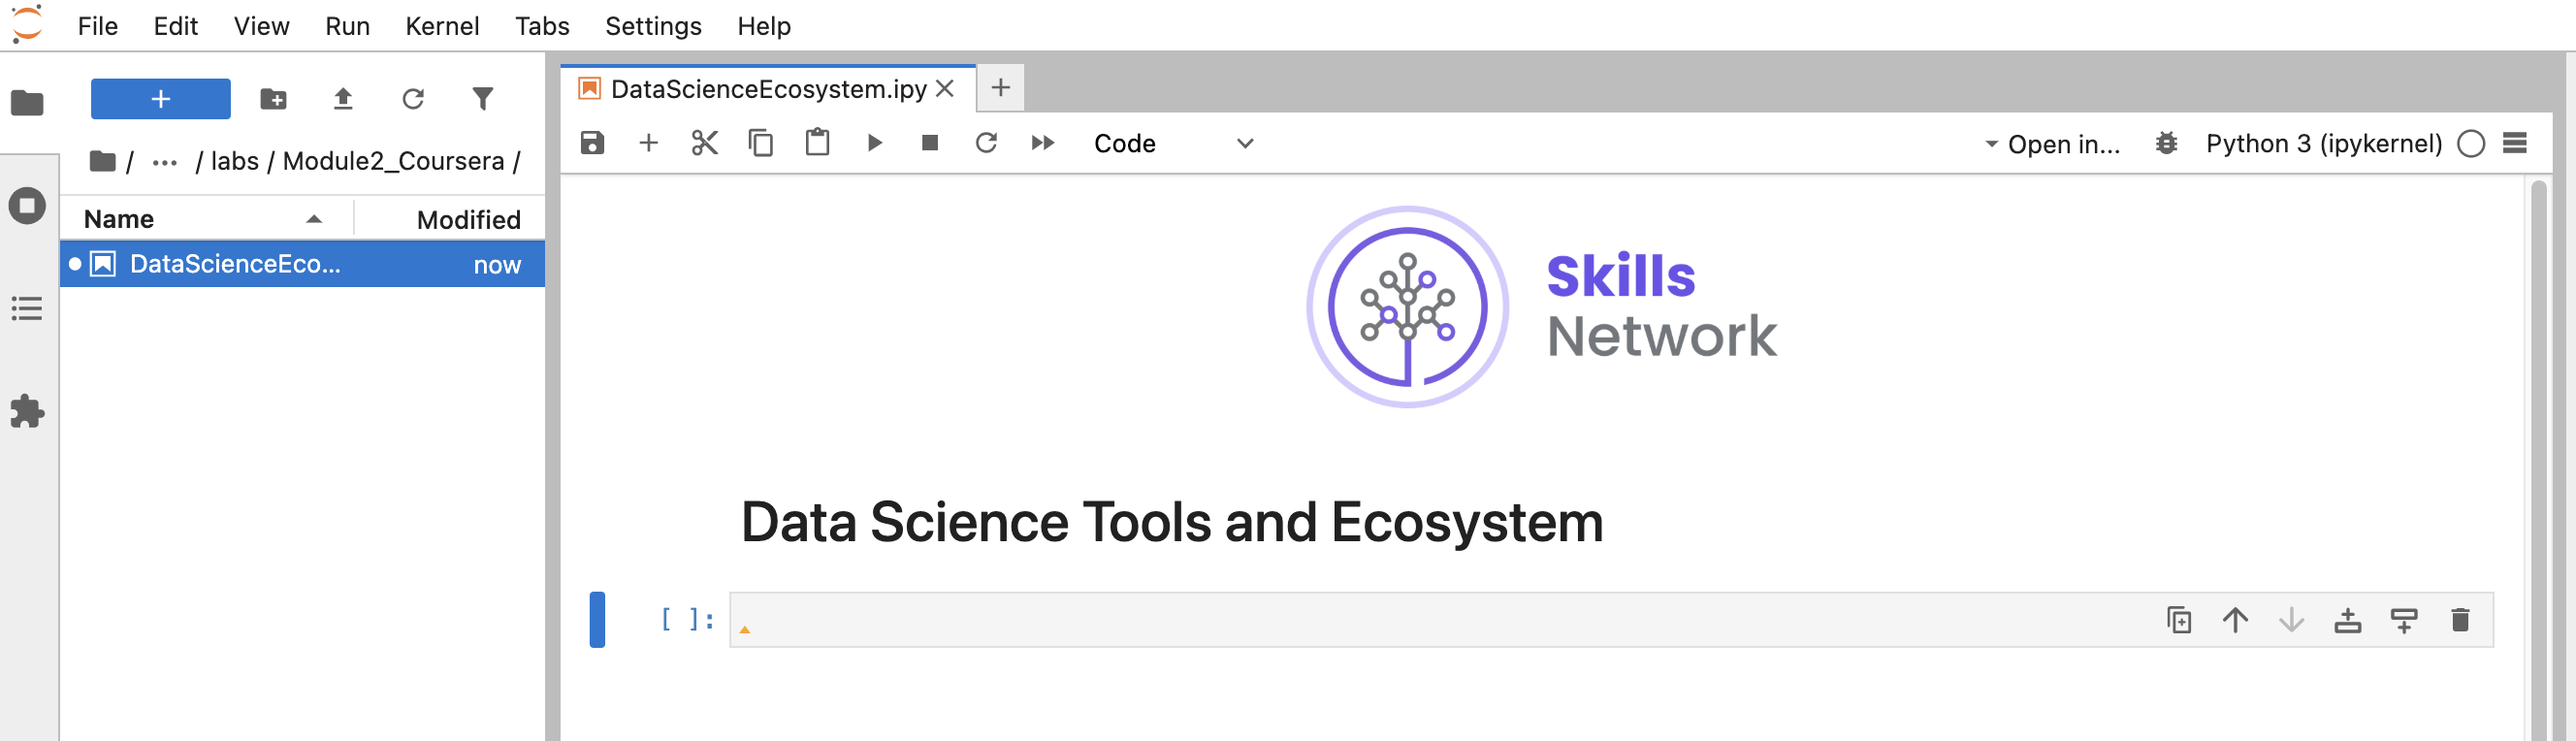 File Edit View Run Kernel Tabs Settings Help
/ ... / labs / Module2_Coursera /
Name Modified
DataScienceEco... now
DataScienceEcosystem.ipy
Code
Open in... Python 3 (ipykernel)
Skills
Network
Data Science Tools and Ecosystem
[ ]: